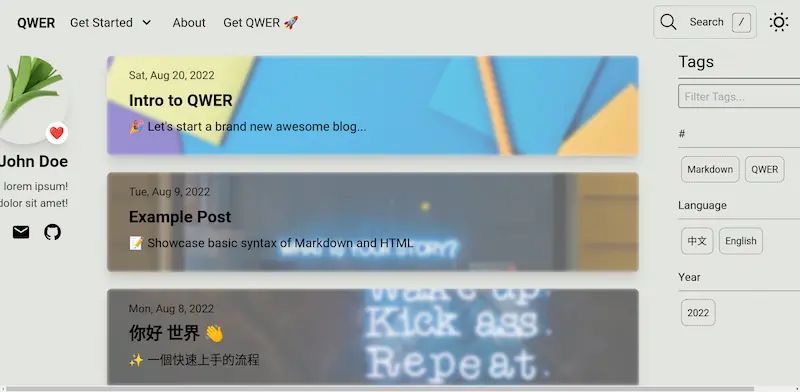 QWER Get Started About Get QWER 🚀 Search /
John Doe
lorem ipsum!
dolor sit amet!
Sat, Aug 20, 2022
Intro to QWER
🎉 Let's start a brand new awesome blog...
Tue, Aug 9, 2022
Example Post
📝 Showcase basic syntax of Markdown and HTML
WHAT IS YOUR STORY?
Mon, Aug 8, 2022
你好 世界 👋
✨ 一個快速上手的流程
Wake up.
Kick ass.
Repeat.
Tags
Filter Tags...
#
Markdown QWER
Language
中文 English
Year
2022